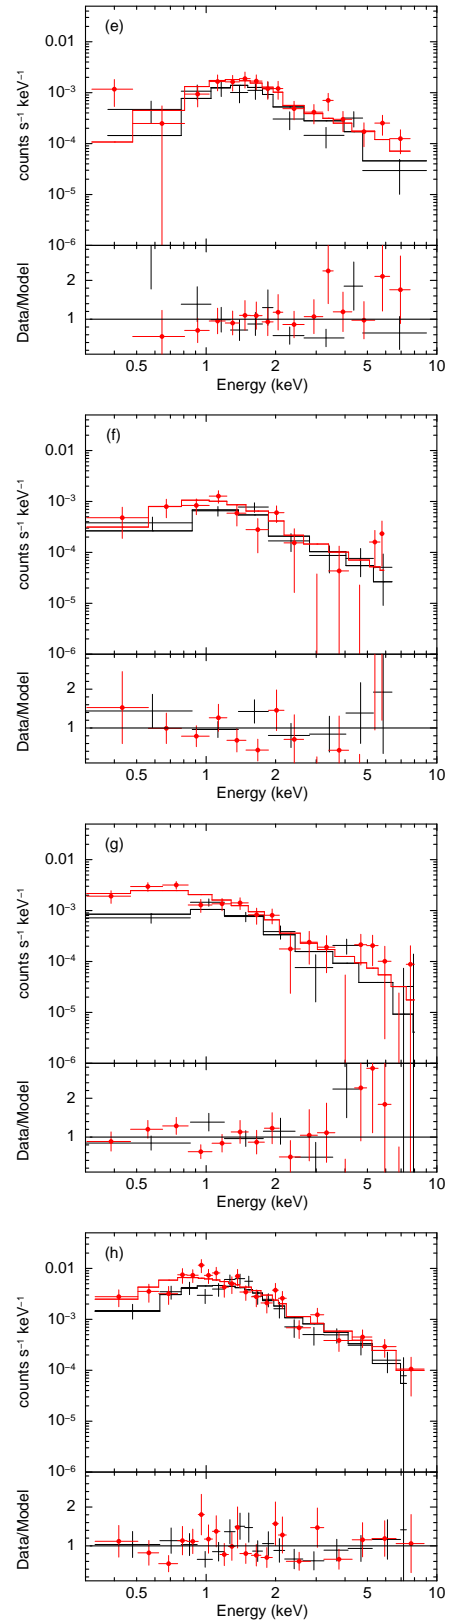 (e)
0.01
10⁻³
10⁻⁴
10⁻⁵
10⁻⁶
counts s⁻¹ keV⁻¹
2
1
Data/Model
0.5 1 2 5 10
Energy (keV)
(f)
0.01
10⁻³
10⁻⁴
10⁻⁵
10⁻⁶
counts s⁻¹ keV⁻¹
2
1
Data/Model
0.5 1 2 5 10
Energy (keV)
(g)
0.01
10⁻³
10⁻⁴
10⁻⁵
10⁻⁶
counts s⁻¹ keV⁻¹
2
1
Data/Model
0.5 1 2 5 10
Energy (keV)
(h)
0.01
10⁻³
10⁻⁴
10⁻⁵
10⁻⁶
counts s⁻¹ keV⁻¹
2
1
Data/Model
0.5 1 2 5 10
Energy (keV)